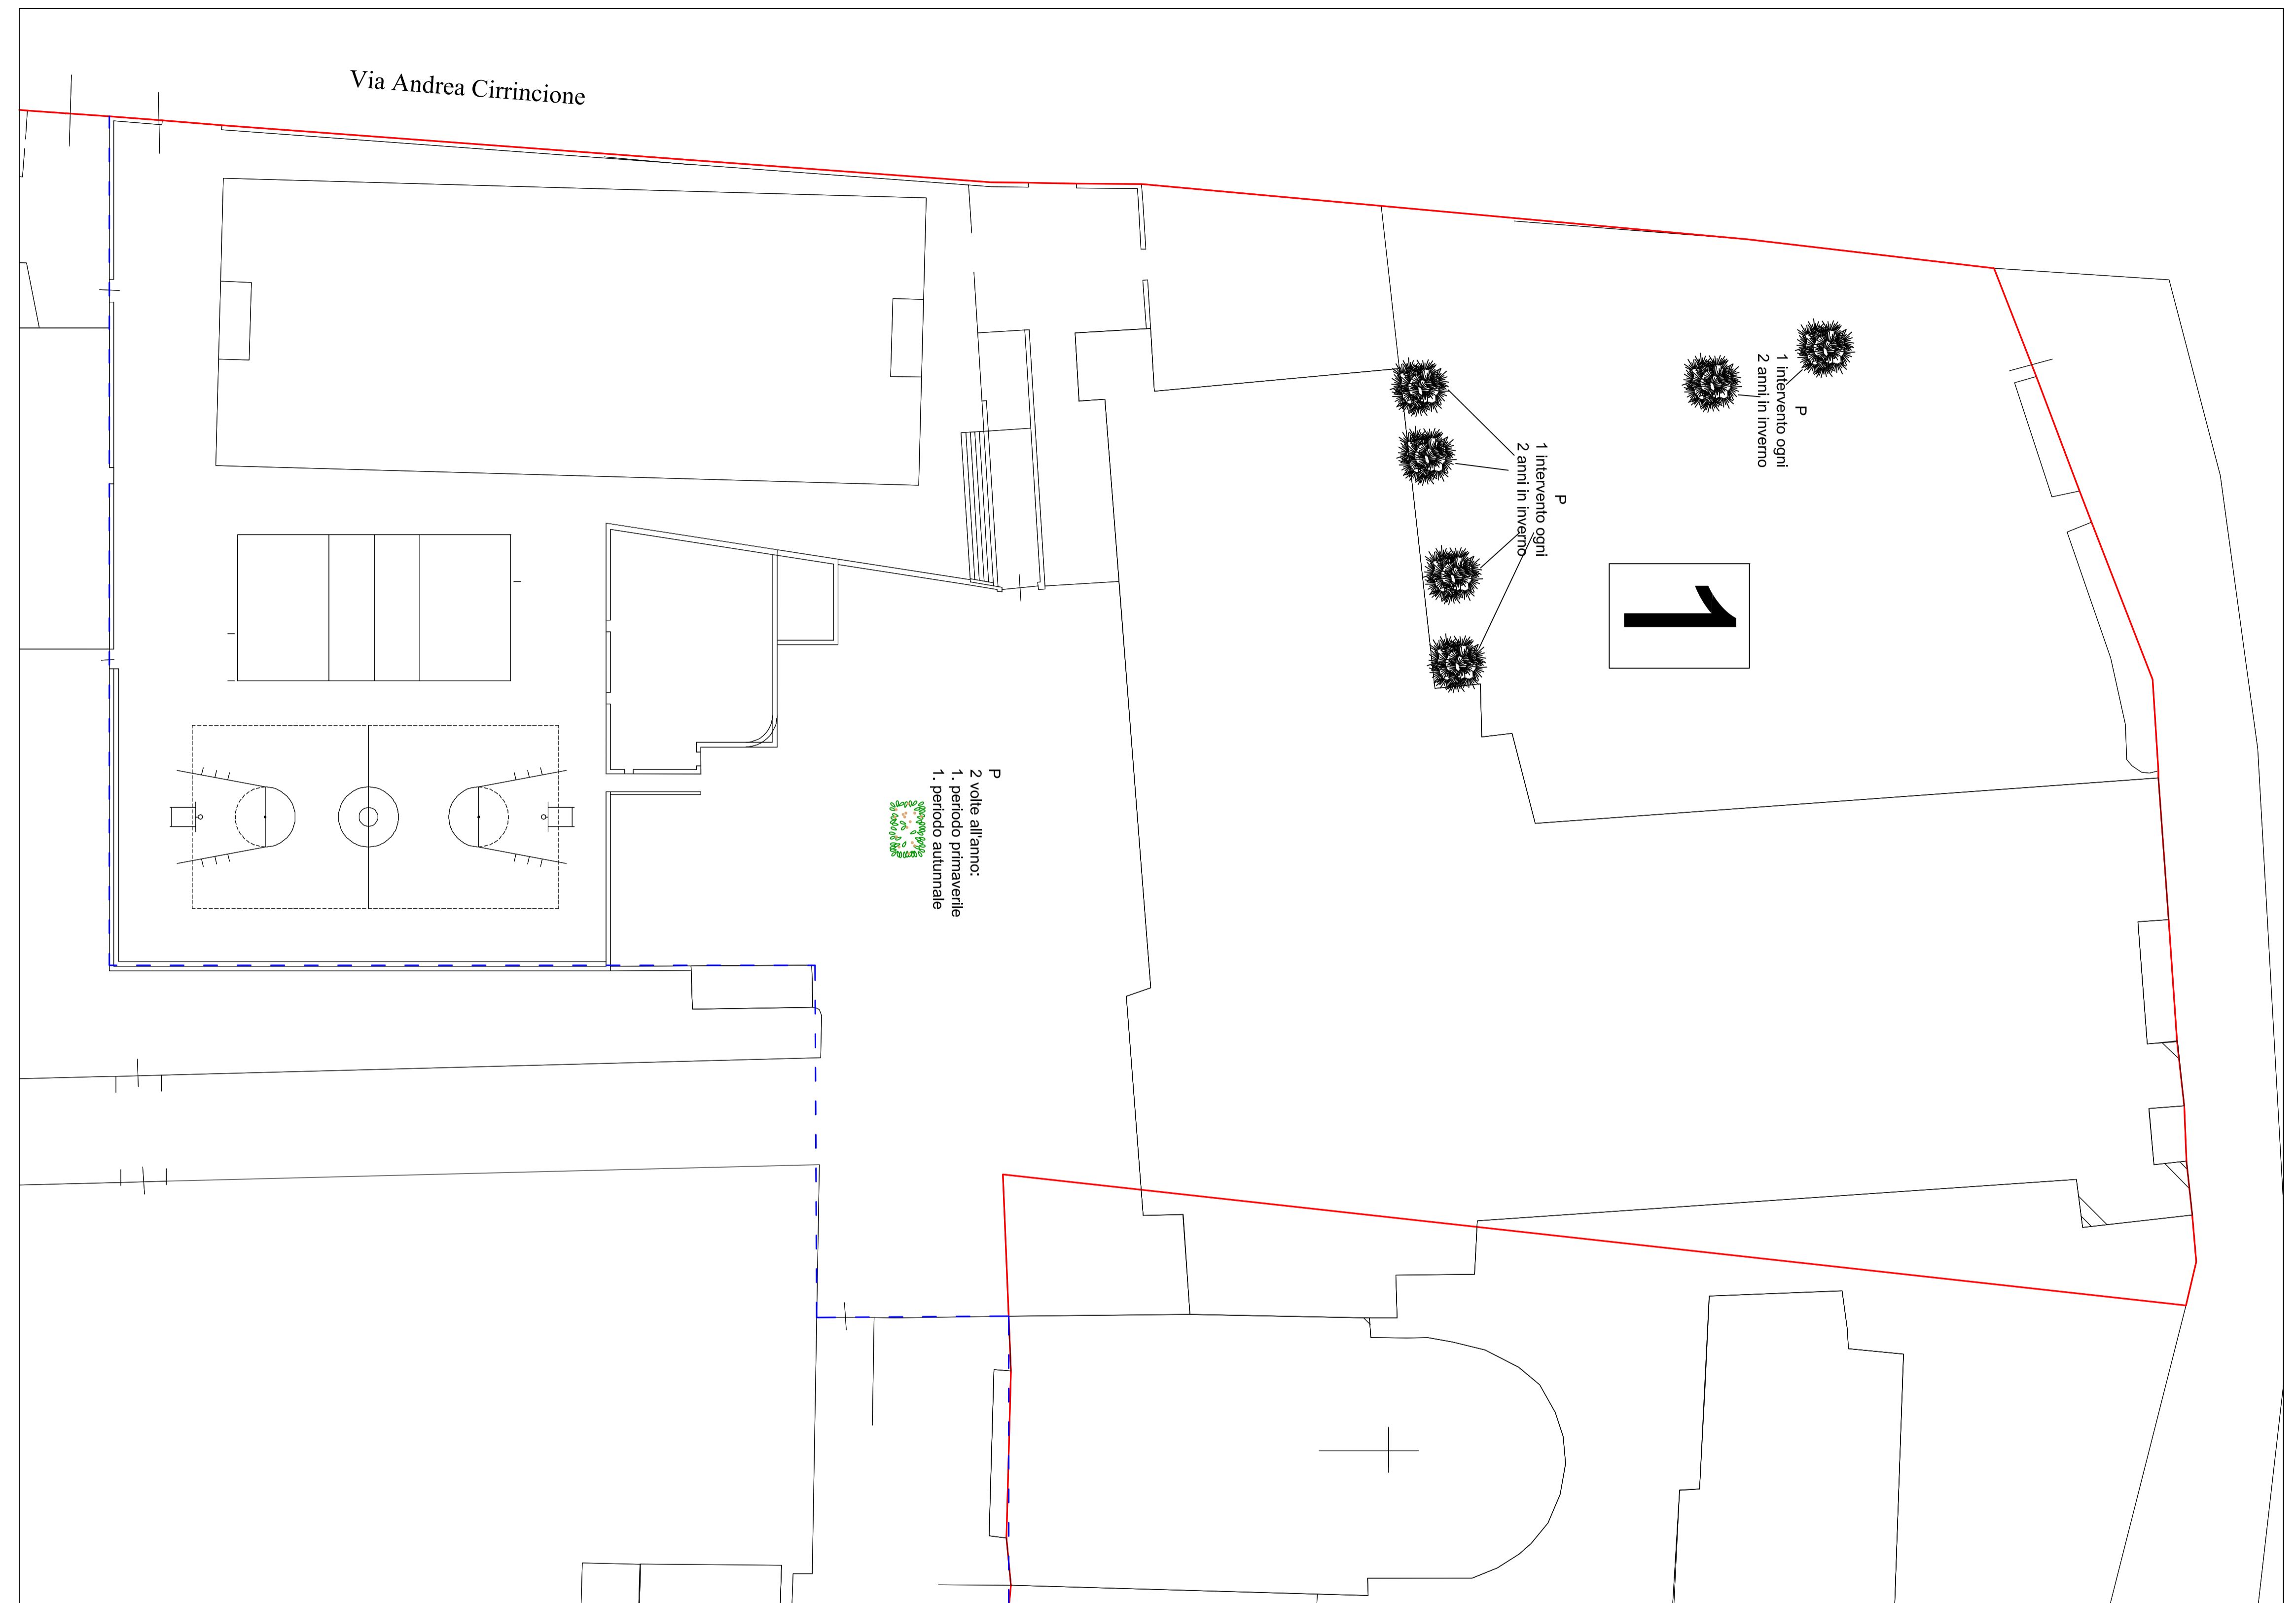 Via Andrea Cirrincione
P
1 intervento ogni
2 anni in inverno
P
1 intervento ogni
2 anni in inverno
1
P
2 volte all'anno:
1. periodo primaverile
1. periodo autunnale